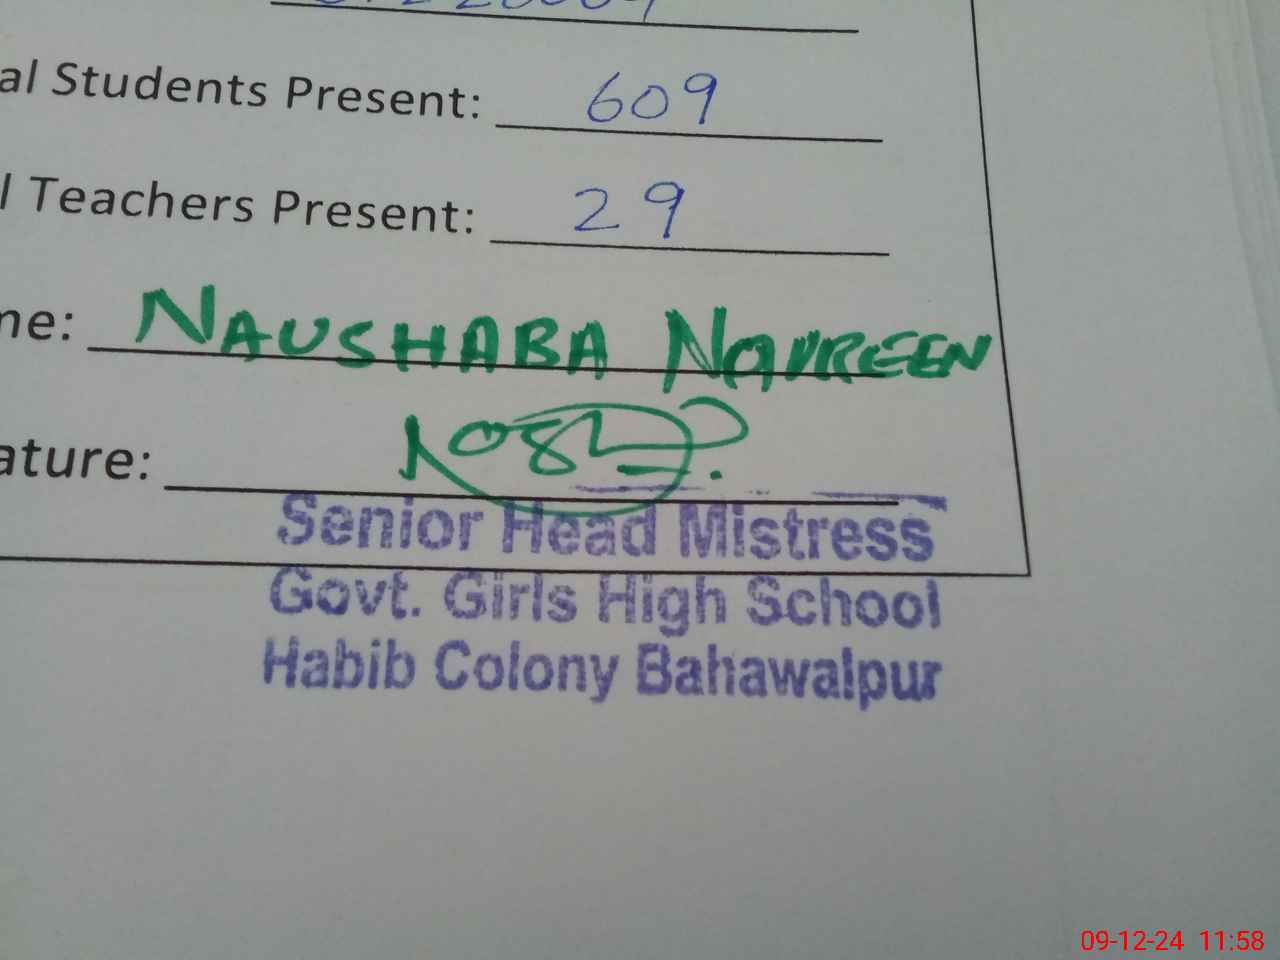 al Students Present: 609
l Teachers Present: 29
ne: NAUSHABA NOVREEN
ature:
Senior Head Mistress
Govt. Girls High School
Habib Colony Bahawalpur
09-12-24 11:58